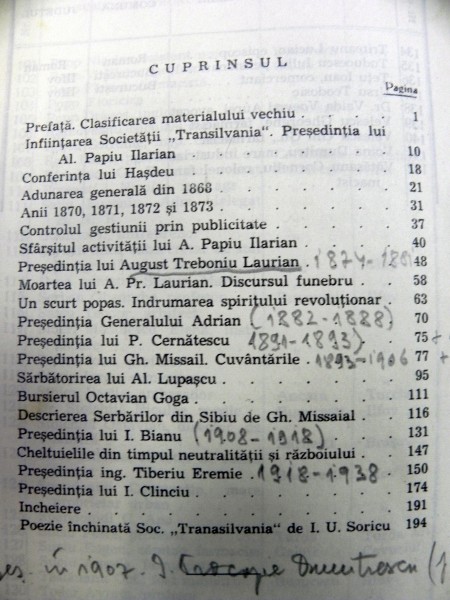 CUPRINSUL
Pagina
Prefață. Clasificarea materialului vechiu . . . 1
Inființarea Societății „Transilvania". Președinția lui
Al. Papiu Ilarian . . . 10
Conferința lui Hașdeu . . . 18
Adunarea generală din 1868 . . . 21
Anii 1870, 1871, 1872 și 1873 . . . 31
Controlul gestiunii prin publicitate . . . 37
Sfârșitul activității lui A. Papiu Ilarian . . . 40
Președinția lui August Treboniu Laurian . 1874-18 48
Moartea lui A. Pr. Laurian. Discursul funebru . . 58
Un scurt popas. Indrumarea spiritului revoluționar . 63
Președinția Generalului Adrian (1882-1888) 70
Președinția lui P. Cernătescu 1891-1893) . 75 +
Președinția lui Gh. Missail. Cuvântările . 1893-1906 77 +
Sărbătorirea lui Al. Lupașcu . . . 95
Bursierul Octavian Goga . . . 111
Descrierea Serbărilor din Sibiu de Gh. Missaial . 116
Președinția lui I. Bianu (1908-1918) . 131
Cheltuielile din timpul neutralității și războiului . 147
Președinția ing. Tiberiu Eremie . 1918-1938 . 150
Președinția lui I. Clinciu . . . 174
Incheiere . . . 191
Poezie închinată Soc. „Tranasilvania" de I. U. Soricu 194
în 1907. I. Dumitrescu (